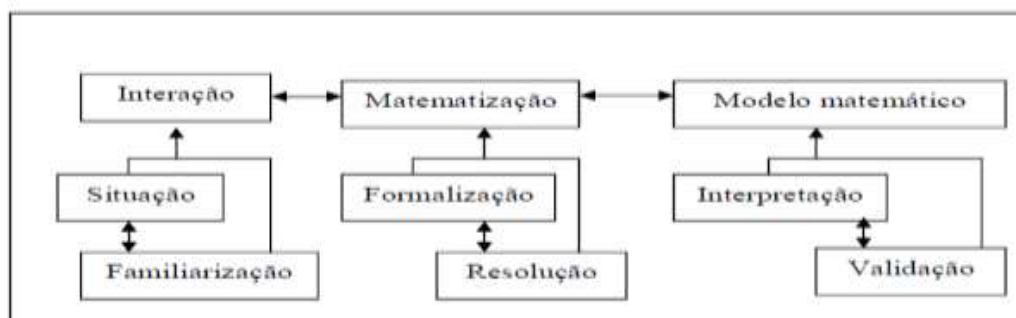 Interação
Matematização
Modelo matemático
Situação
Formalização
Interpretação
Familiarização
Resolução
Validação